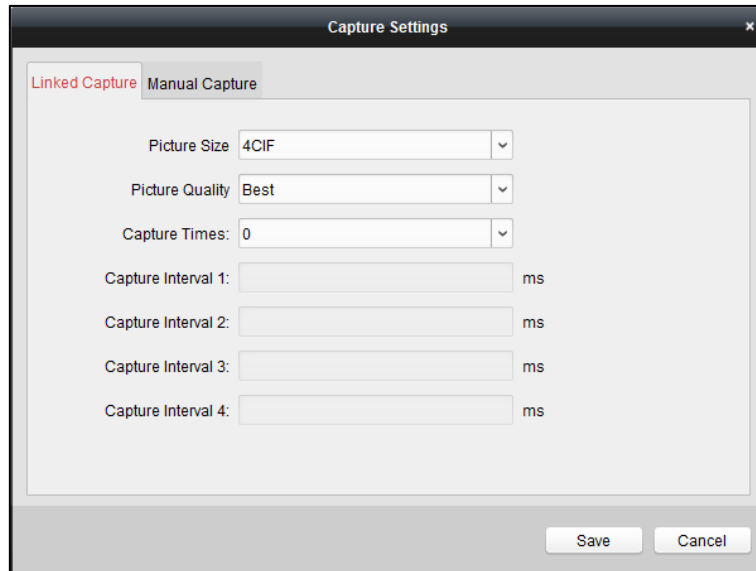 Capture Settings
Linked Capture Manual Capture
Picture Size 4CIF
Picture Quality Best
Capture Times: 0
Capture Interval 1: ms
Capture Interval 2: ms
Capture Interval 3: ms
Capture Interval 4: ms
Save Cancel